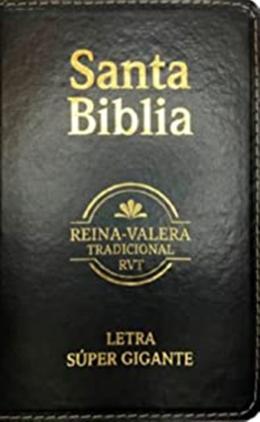 Santa
Biblia
REINA-VALERA
TRADICIONAL
RVT
LETRA
SÚPER GIGANTE